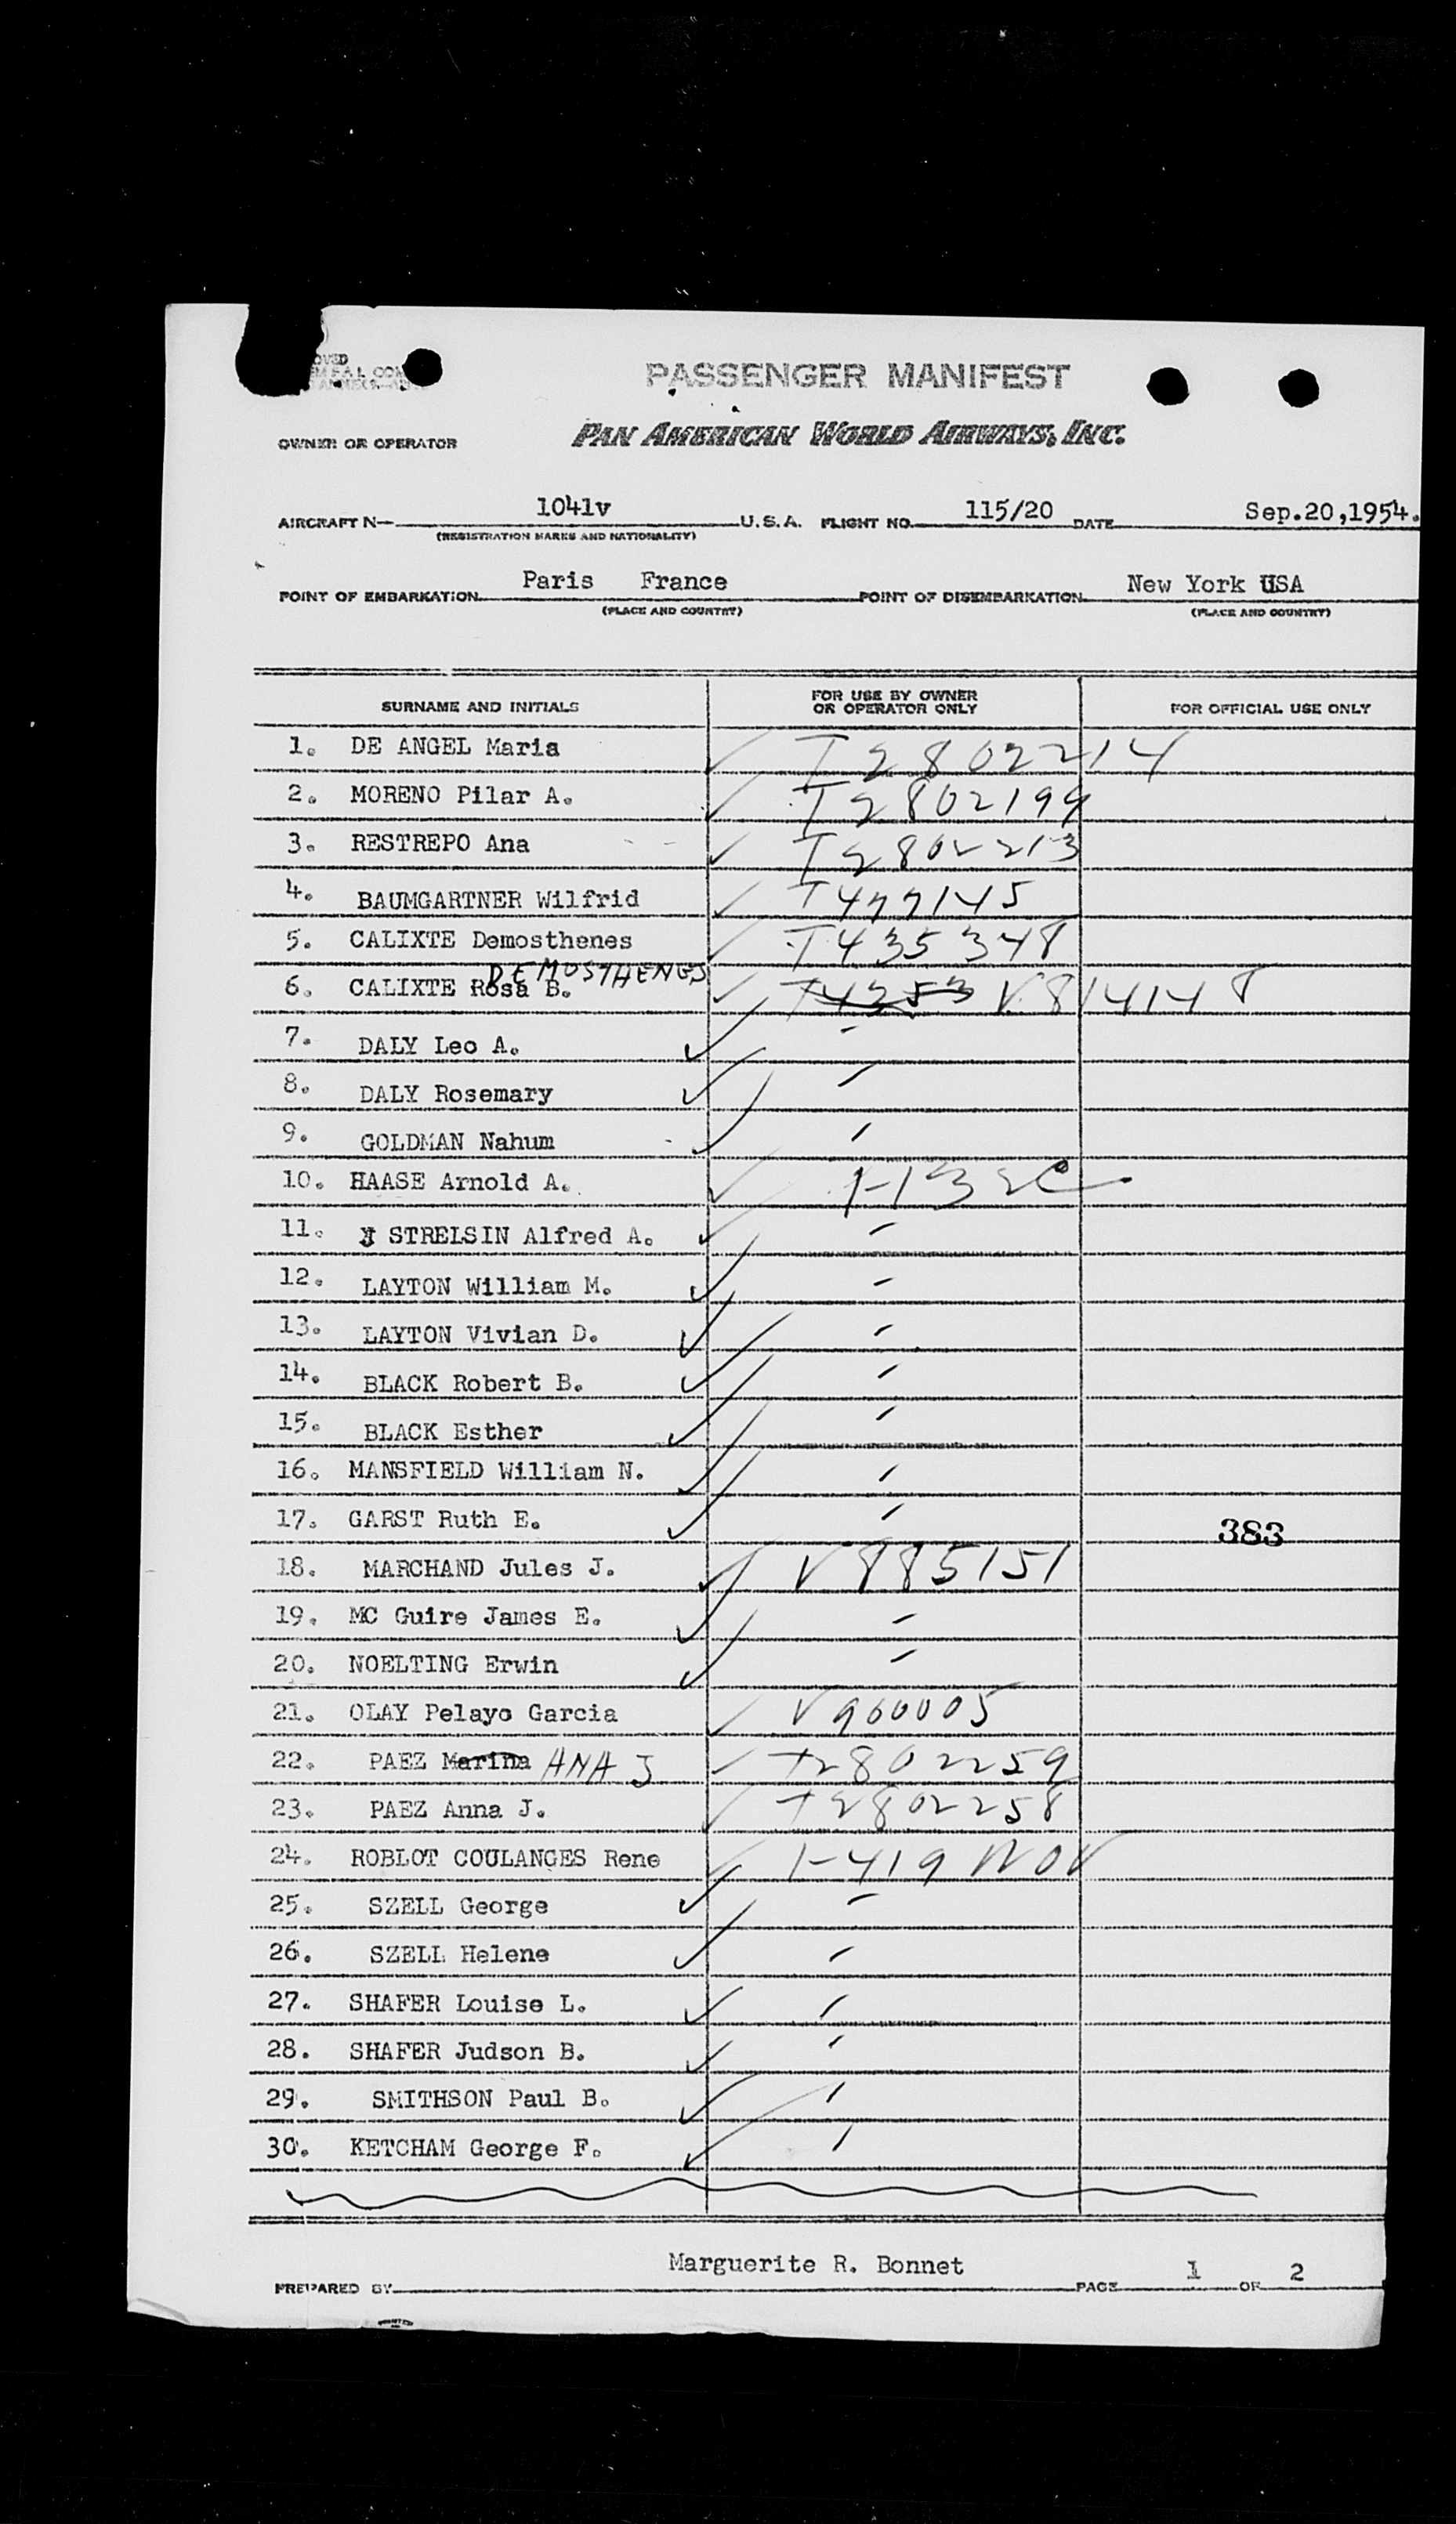 OVED
PASSENGER MANIFEST
OWNER OR OPERATOR PAN AMERICAN WORLD AIRWAYS, INC.
AIRCRAFT N— 1041v U.S.A. FLIGHT NO. 115/20 DATE Sep.20,1954.
(REGISTRATION MARKS AND NATIONALITY)
POINT OF EMBARKATION Paris France POINT OF DISEMBARKATION New York USA
(PLACE AND COUNTRY) (PLACE AND COUNTRY)
SURNAME AND INITIALS FOR USE BY OWNER OR OPERATOR ONLY FOR OFFICIAL USE ONLY
1. DE ANGEL Maria T2802214
2. MORENO Pilar A. T2802199
3. RESTREPO Ana T2802213
4. BAUMGARTNER Wilfrid T477145
5. CALIXTE Demosthenes T435348
DEMOSTHENES
6. CALIXTE Rosa B. T4353 V814148
7. DALY Leo A.
8. DALY Rosemary
9. GOLDMAN Nahum
10. HAASE Arnold A.
11. STRELSIN Alfred A.
12. LAYTON William M.
13. LAYTON Vivian D.
14. BLACK Robert B.
15. BLACK Esther
16. MANSFIELD William N.
17. GARST Ruth E. 383
18. MARCHAND Jules J. V885151
19. MC Guire James E.
20. NOELTING Erwin
21. OLAY Pelayo Garcia V960005
22. PAEZ Marina ANA J T2802259
23. PAEZ Anna J. T2802258
24. ROBLOT COULANGES Rene I-419 NOV
25. SZELL George
26. SZELL Helene
27. SHAFER Louise L.
28. SHAFER Judson B.
29. SMITHSON Paul B.
30. KETCHAM George F.
PREPARED BY Marguerite R. Bonnet PAGE 1 OF 2